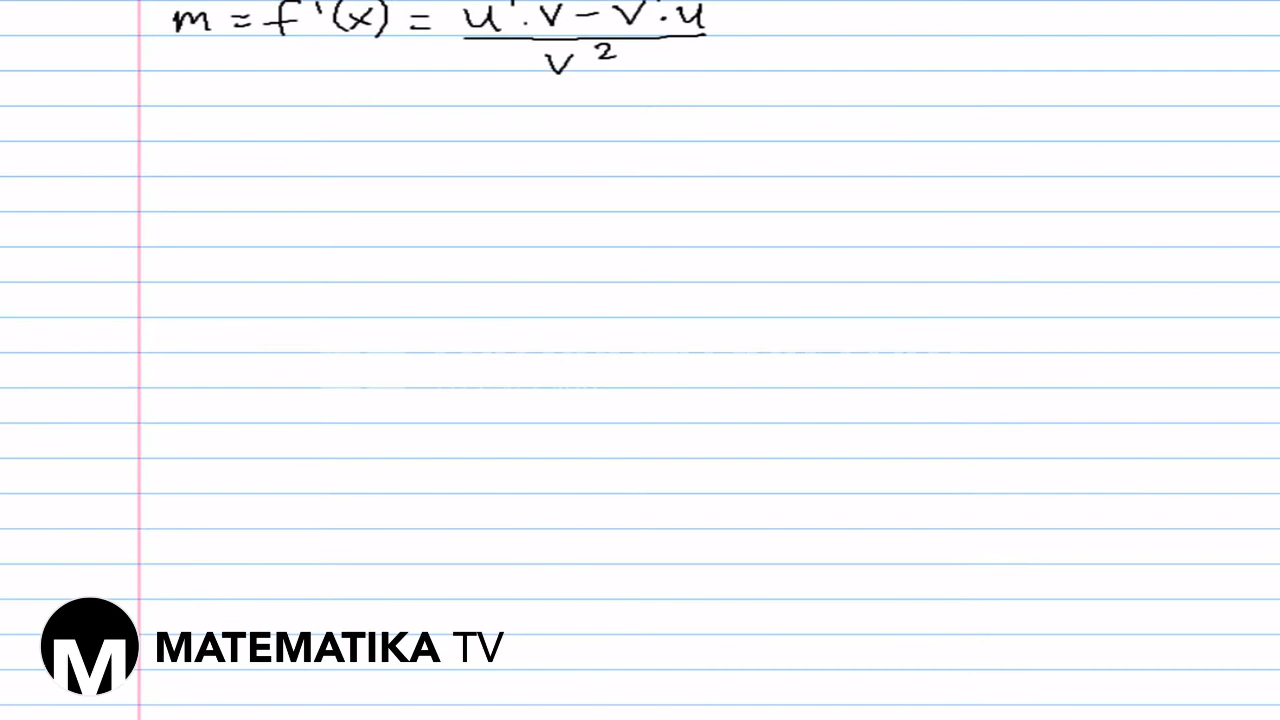 m = f'(x) = u'.v − v'.u
v²
M MATEMATIKA TV